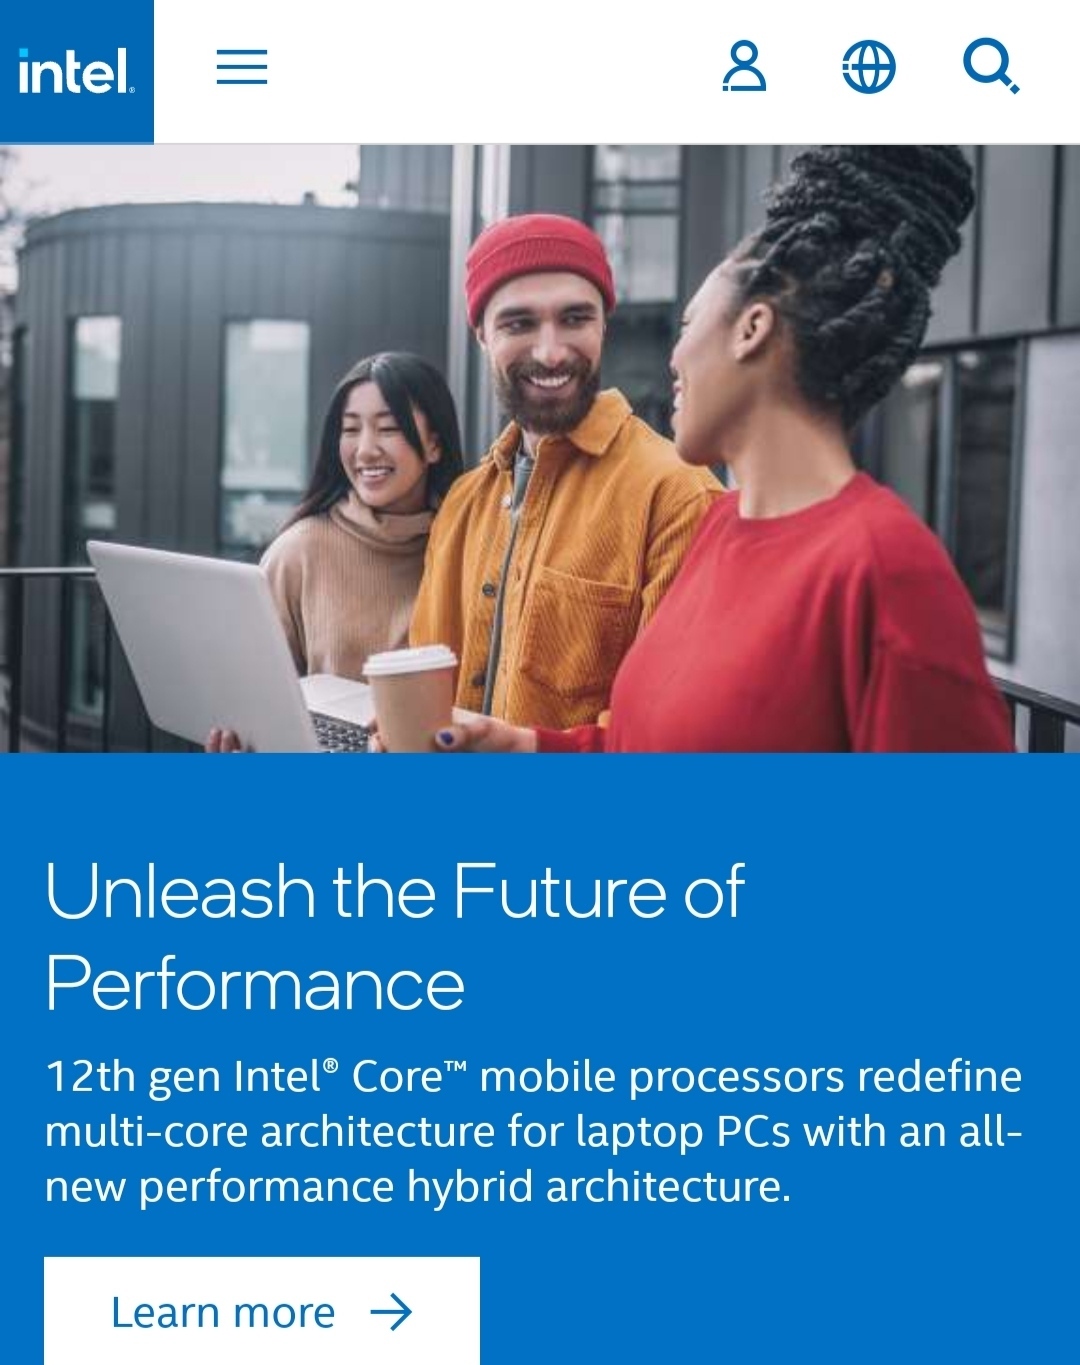 intel®
Unleash the Future of
Performance
12th gen Intel® Core™ mobile processors redefine
multi-core architecture for laptop PCs with an all-
new performance hybrid architecture.
Learn more →